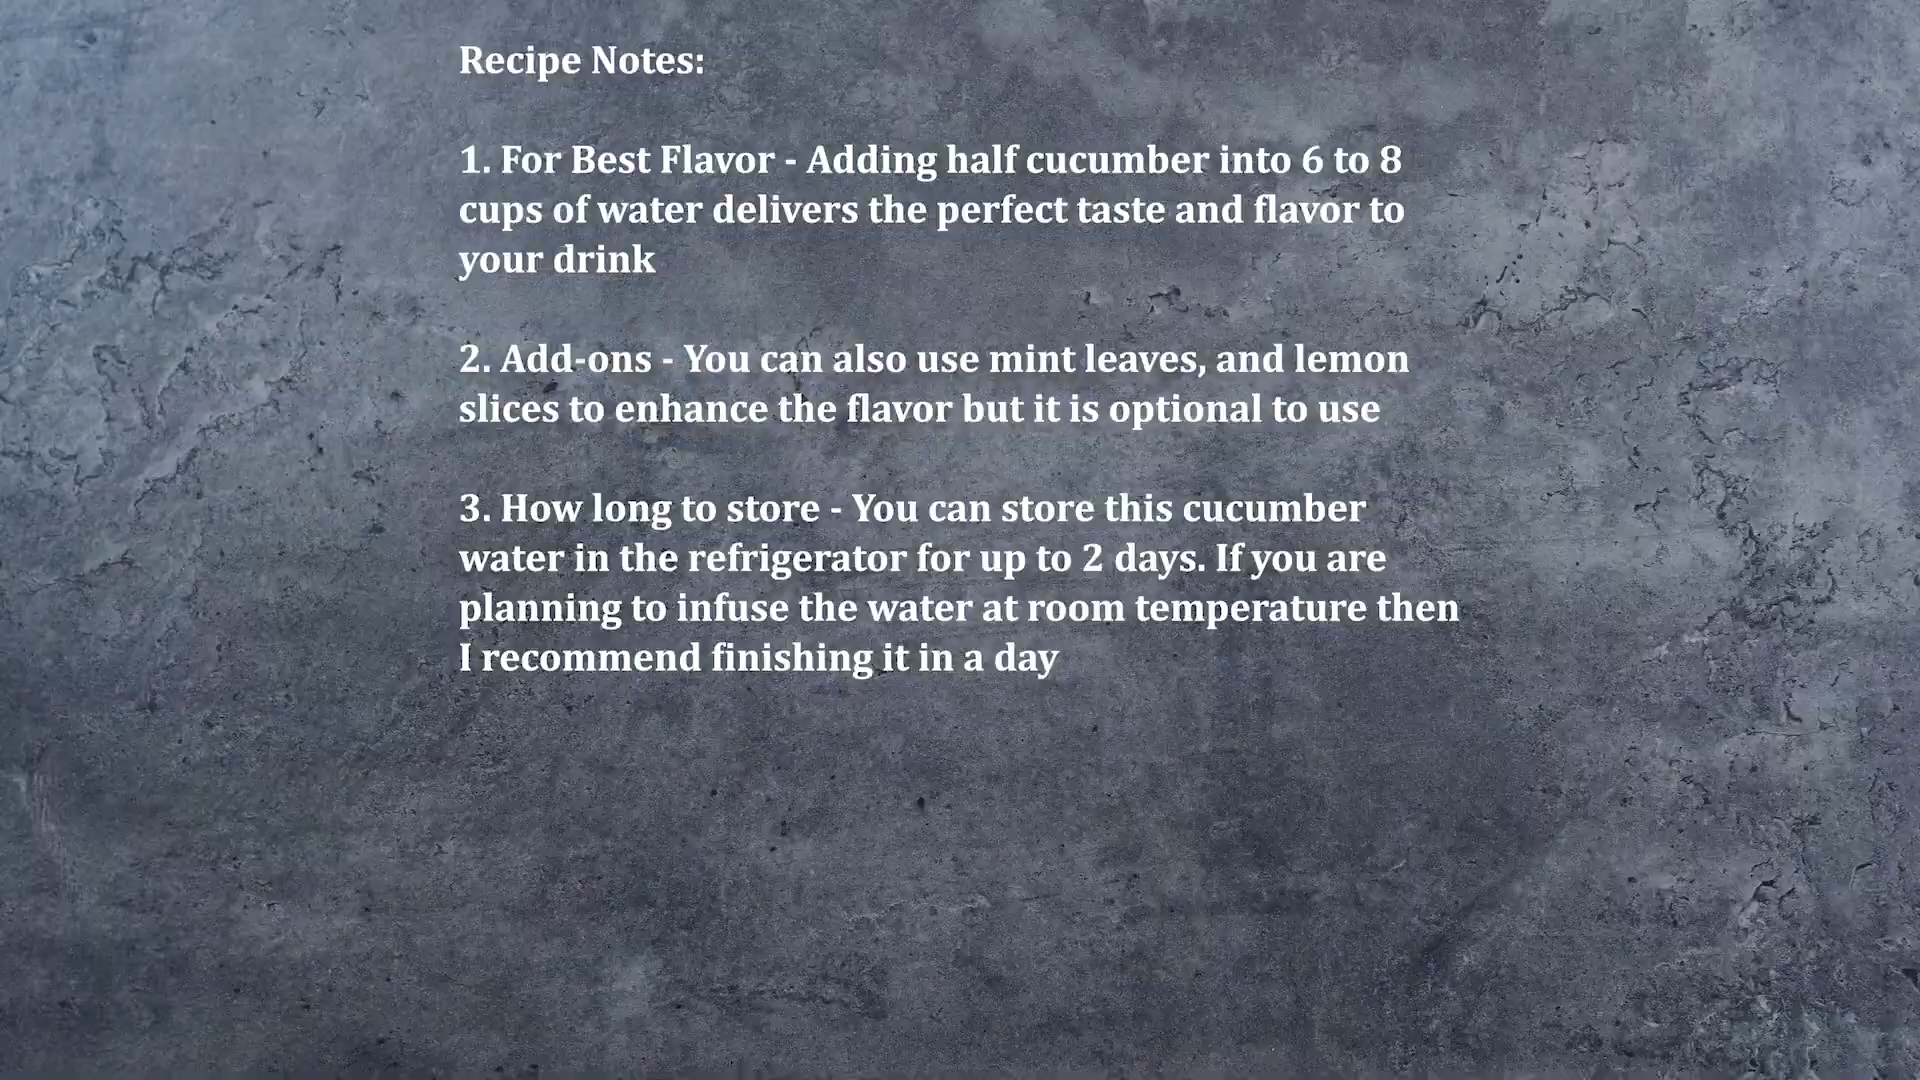 Recipe Notes:
1. For Best Flavor - Adding half cucumber into 6 to 8
cups of water delivers the perfect taste and flavor to
your drink
2. Add-ons - You can also use mint leaves, and lemon
slices to enhance the flavor but it is optional to use
3. How long to store - You can store this cucumber
water in the refrigerator for up to 2 days. If you are
planning to infuse the water at room temperature then
I recommend finishing it in a day